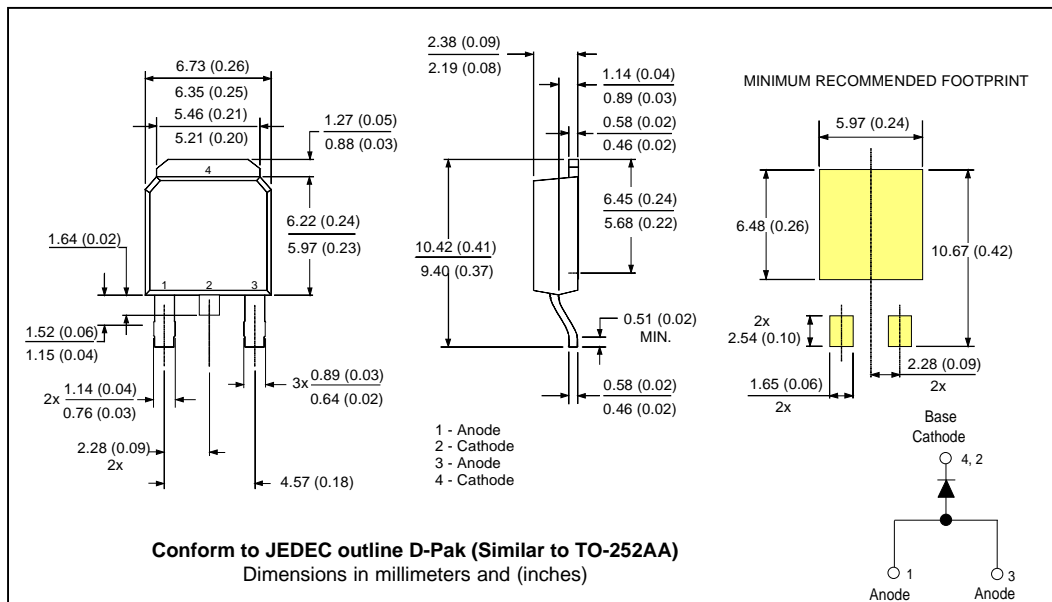 6.73 (0.26)
6.35 (0.25)
5.46 (0.21)
5.21 (0.20)
1.27 (0.05)
0.88 (0.03)
4
6.22 (0.24)
5.97 (0.23)
1.64 (0.02)
1
2
3
1.52 (0.06)
1.15 (0.04)
2x
1.14 (0.04)
0.76 (0.03)
3x
0.89 (0.03)
0.64 (0.02)
2.28 (0.09)
2x
4.57 (0.18)
2.38 (0.09)
2.19 (0.08)
1.14 (0.04)
0.89 (0.03)
0.58 (0.02)
0.46 (0.02)
6.45 (0.24)
5.68 (0.22)
10.42 (0.41)
9.40 (0.37)
0.51 (0.02)
MIN.
0.58 (0.02)
0.46 (0.02)
1 - Anode
2 - Cathode
3 - Anode
4 - Cathode
MINIMUM RECOMMENDED FOOTPRINT
5.97 (0.24)
6.48 (0.26)
10.67 (0.42)
2x
2.54 (0.10)
2.28 (0.09)
2x
1.65 (0.06)
2x
Base
Cathode
4, 2
1
Anode
3
Anode
Conform to JEDEC outline D-Pak (Similar to TO-252AA)
Dimensions in millimeters and (inches)